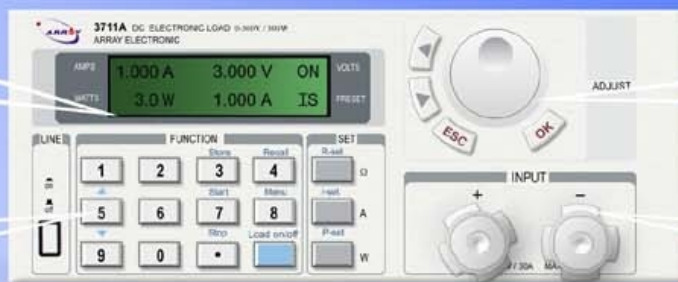 ARRAY
3711A DC ELECTRONIC LOAD 0-360V / 300W
ARRAY ELECTRONIC
AMPS 1.000 A 3.000 V ON VOLTS
WATTS 3.0 W 1.000 A IS PRESET
ADJUST
ESC OK
LINE FUNCTION SET INPUT
Store Recall R-set
1 2 3 4 Ω
on
Start Menu I-set
5 6 7 8 A
off
Stop Load on/off P-set
9 0 • W
+ −
/ 30A